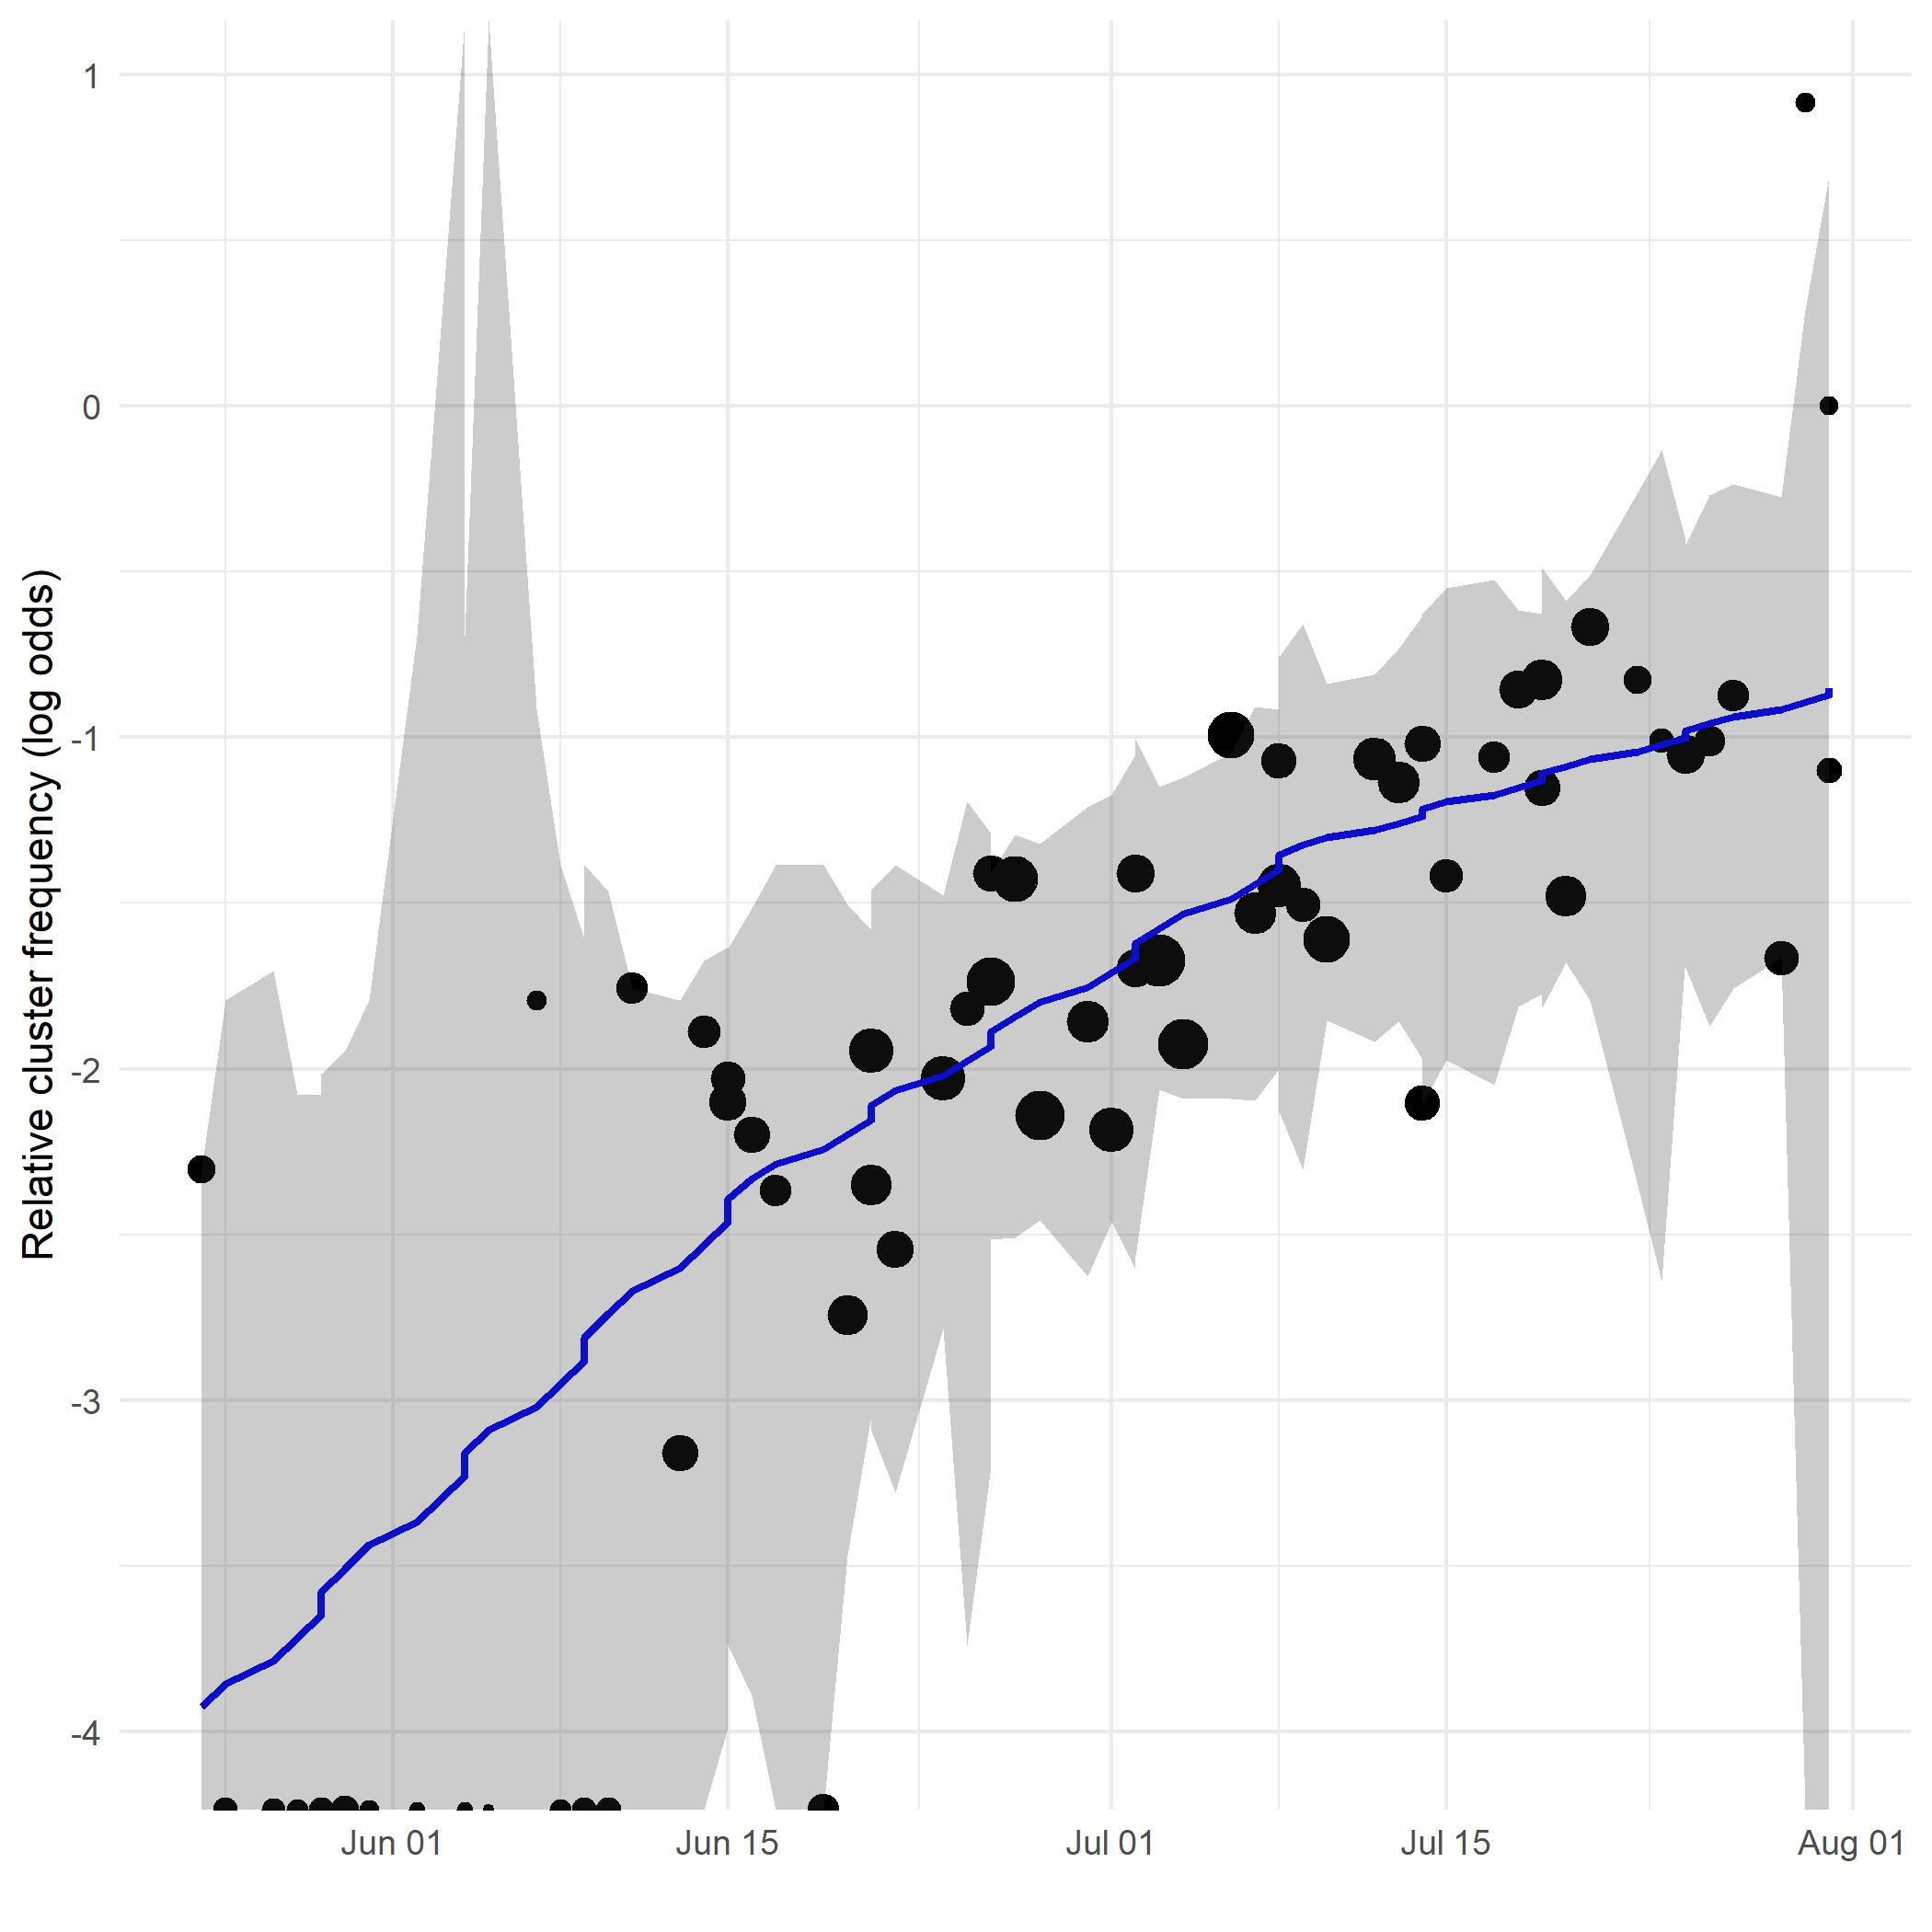 Relative cluster frequency (log odds)
1
0
-1
-2
-3
-4
Jun 01
Jun 15
Jul 01
Jul 15
Aug 01